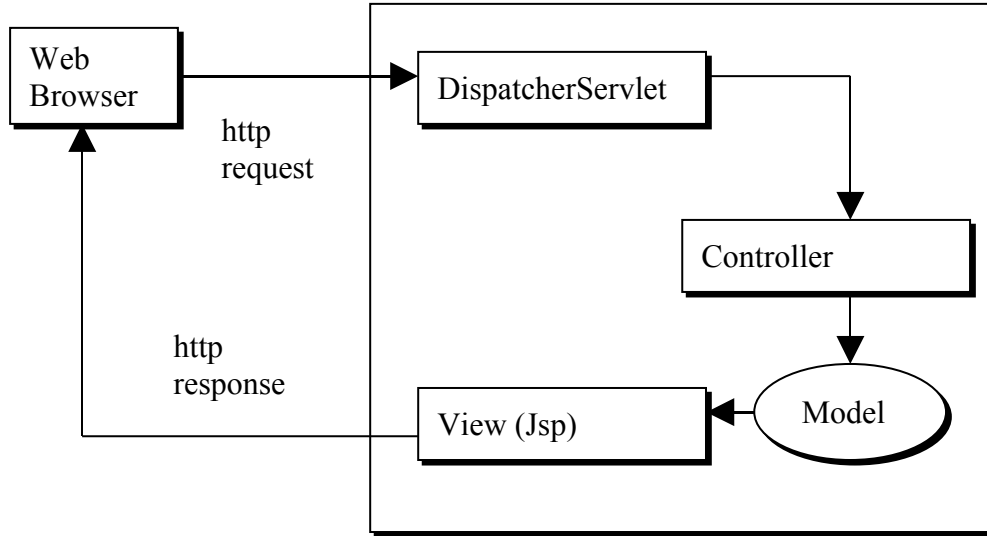 Web
Browser
DispatcherServlet
http
request
Controller
http
response
View (Jsp)
Model